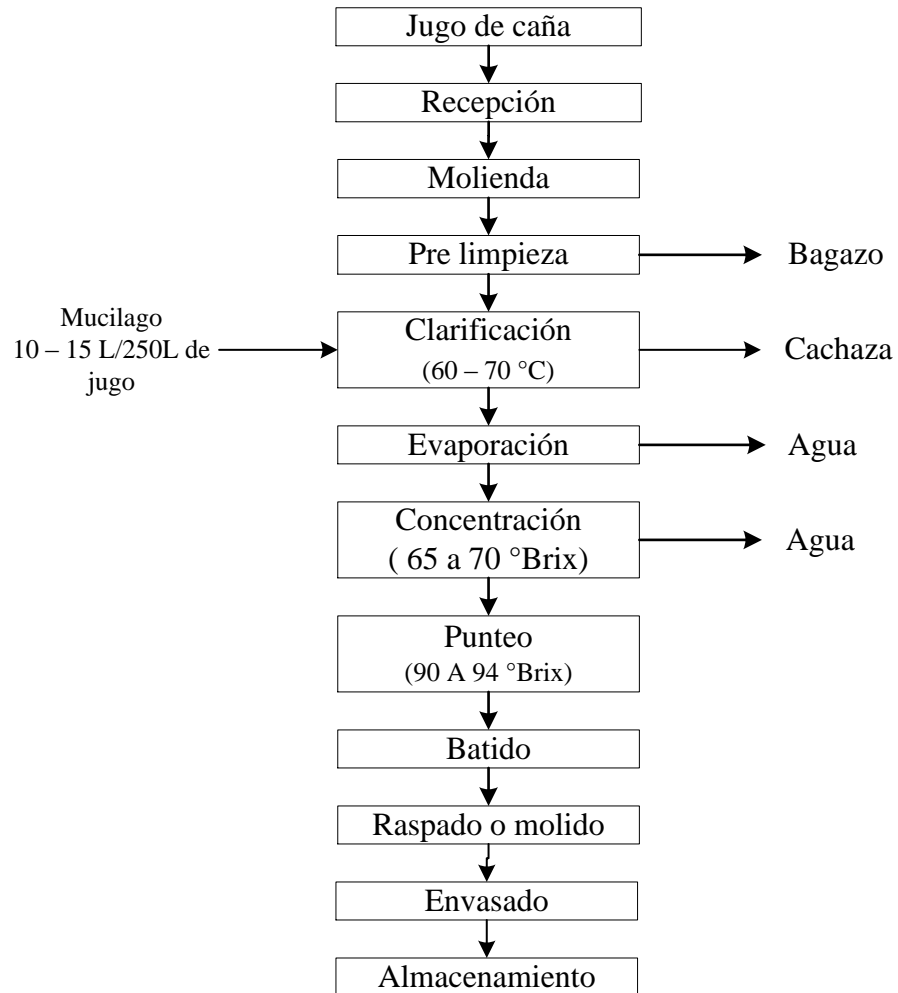 Jugo de caña
Recepción
Molienda
Pre limpieza
Bagazo
Mucilago
10 – 15 L/250L de
jugo
Clarificación
(60 – 70 °C)
Cachaza
Evaporación
Agua
Concentración
( 65 a 70 °Brix)
Agua
Punteo
(90 A 94 °Brix)
Batido
Raspado o molido
Envasado
Almacenamiento